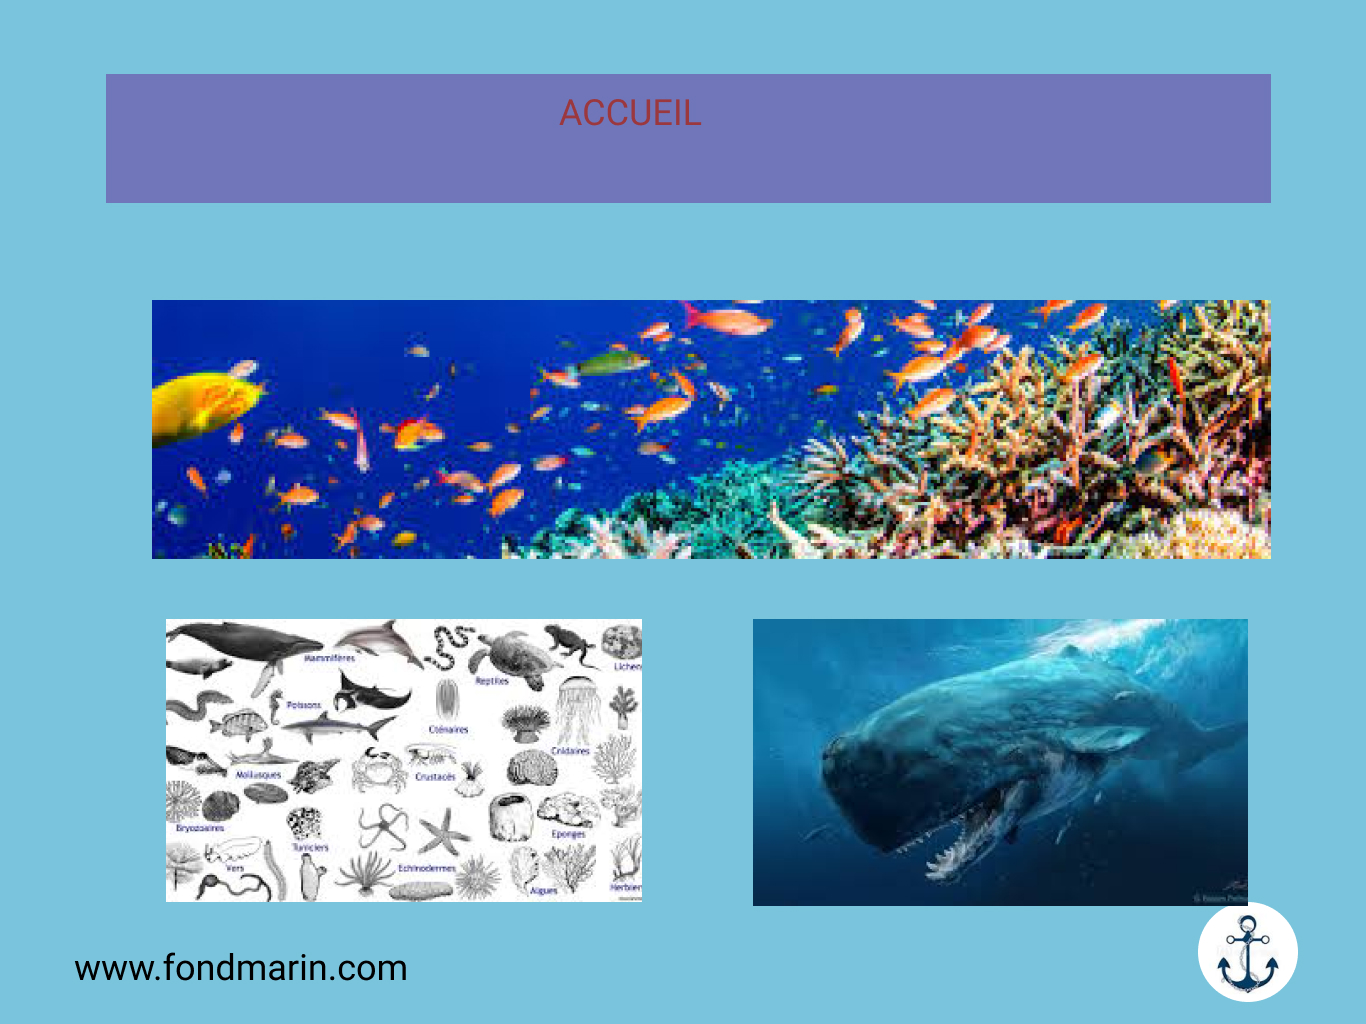 ACCUEIL
Mammifères
Lichen
Reptiles
Poissons
Cténaires
Cnidaires
Mollusques
Crustacés
Bryozoaires
Eponges
Tuniciers
Vers
Echinodermes
Algues
Herbier
www.fondmarin.com